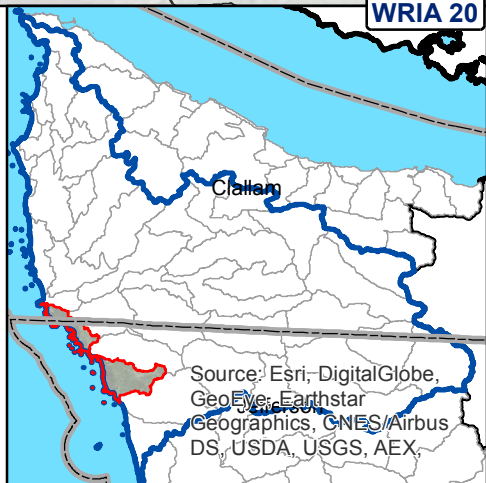 WRIA 20
Clallam
Source: Esri, DigitalGlobe,
GeoEye, Earthstar
Geographics, CNES/Airbus
DS, USDA, USGS, AEX,